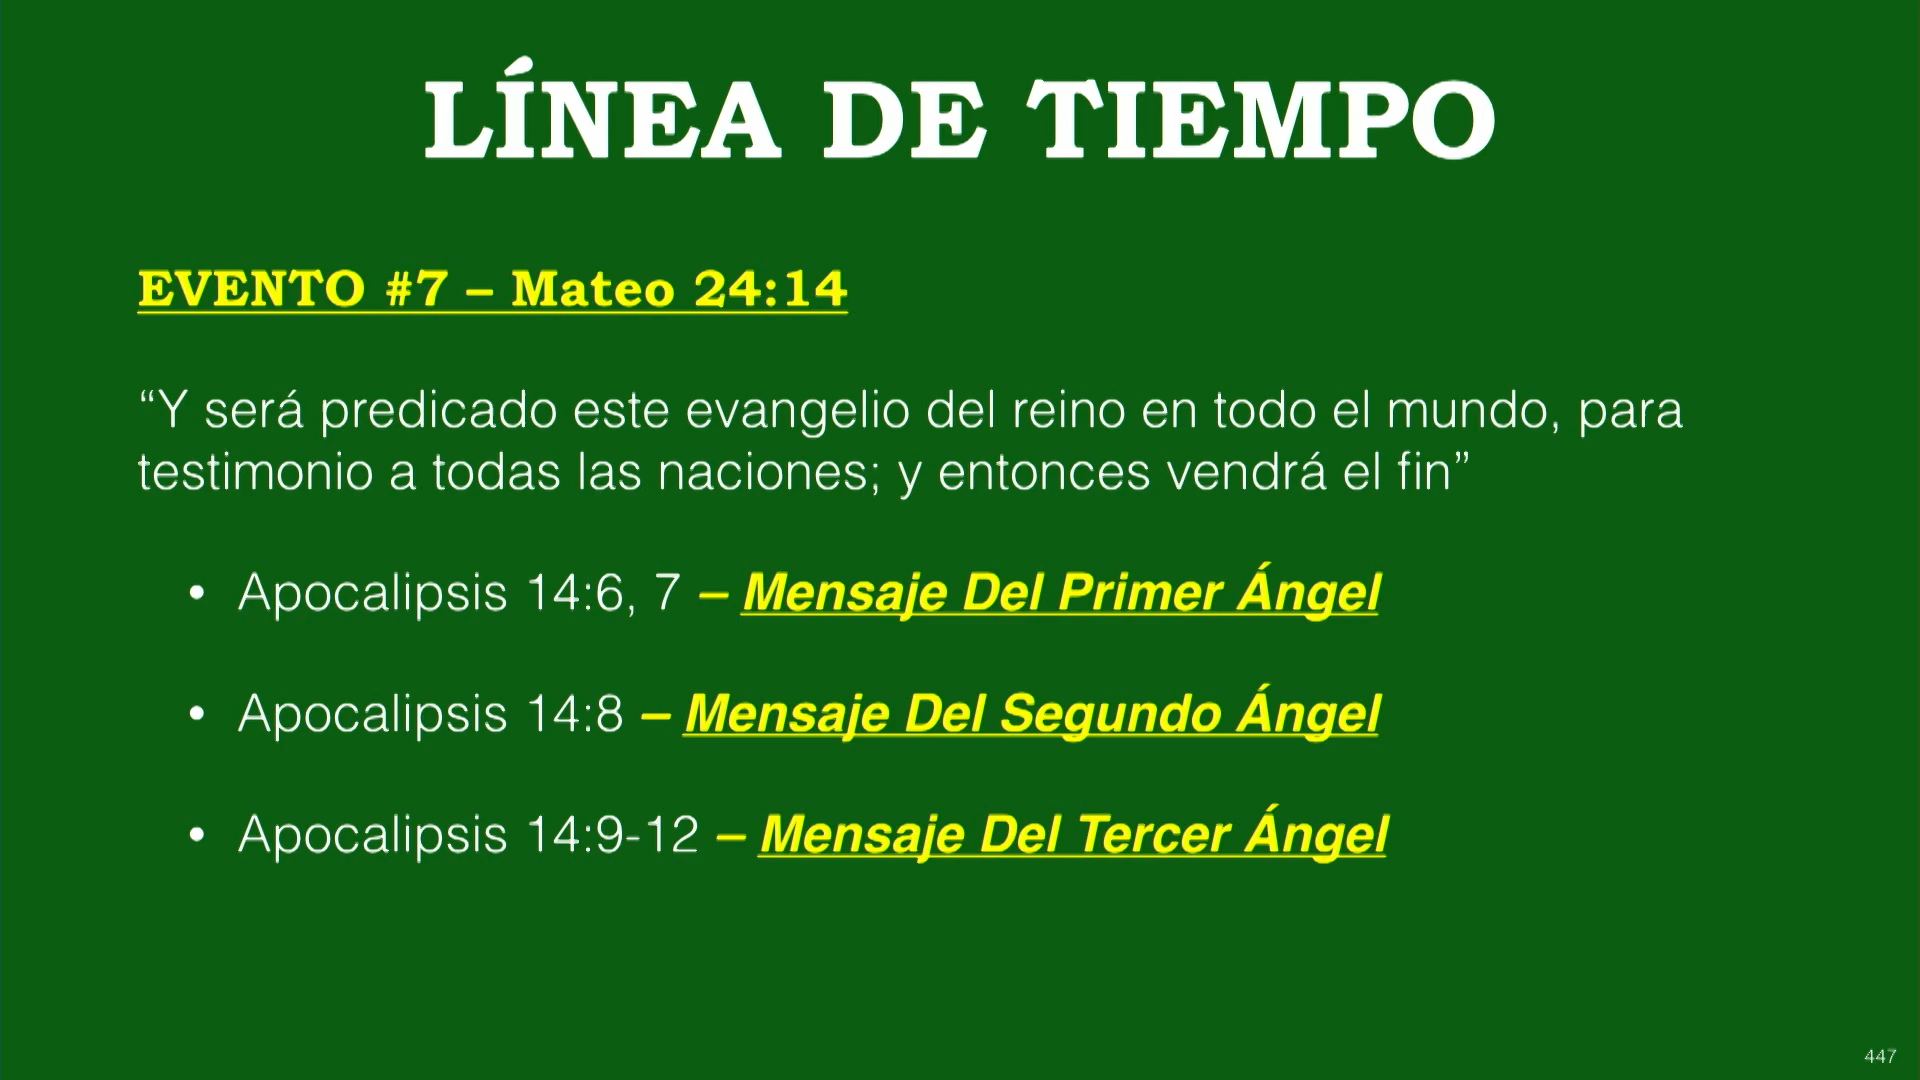 LÍNEA DE TIEMPO
EVENTO #7 – Mateo 24:14
“Y será predicado este evangelio del reino en todo el mundo, para
testimonio a todas las naciones; y entonces vendrá el fin”
• Apocalipsis 14:6, 7 – Mensaje Del Primer Ángel
• Apocalipsis 14:8 – Mensaje Del Segundo Ángel
• Apocalipsis 14:9-12 – Mensaje Del Tercer Ángel
447